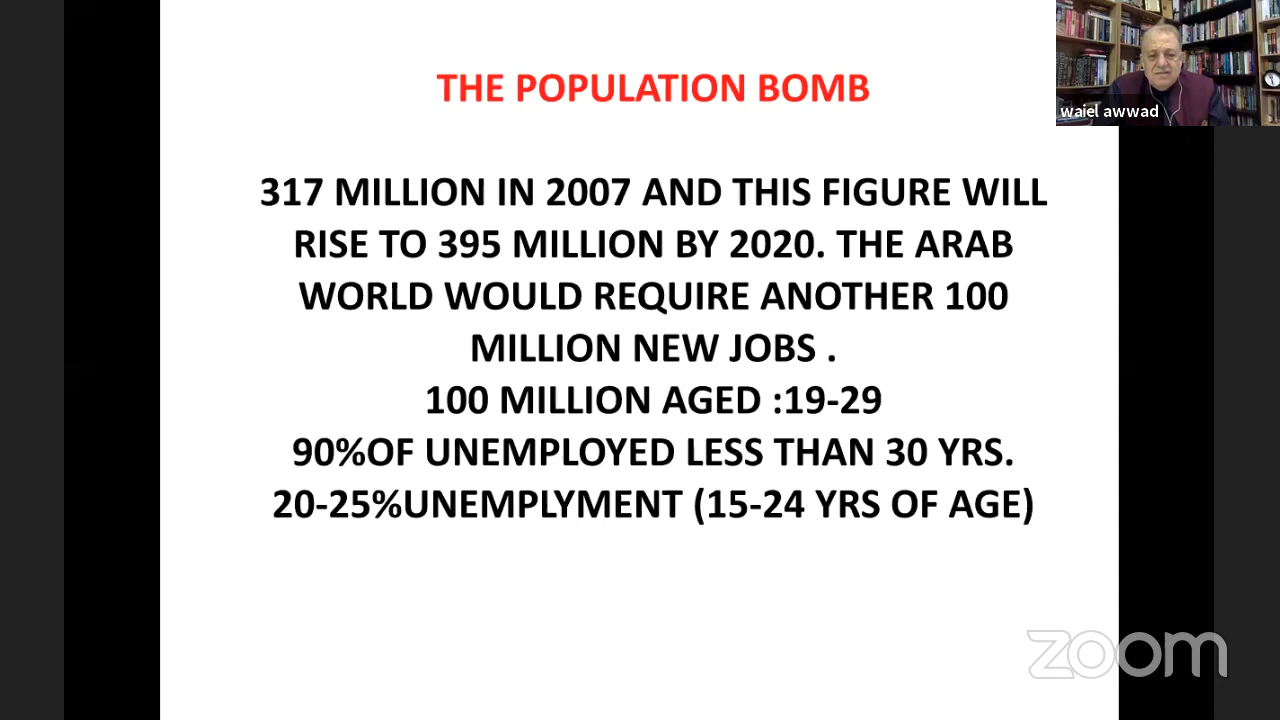 THE POPULATION BOMB
waiel awwad
317 MILLION IN 2007 AND THIS FIGURE WILL
RISE TO 395 MILLION BY 2020. THE ARAB
WORLD WOULD REQUIRE ANOTHER 100
MILLION NEW JOBS .
100 MILLION AGED :19-29
90%OF UNEMPLOYED LESS THAN 30 YRS.
20-25%UNEMPLYMENT (15-24 YRS OF AGE)
zoom